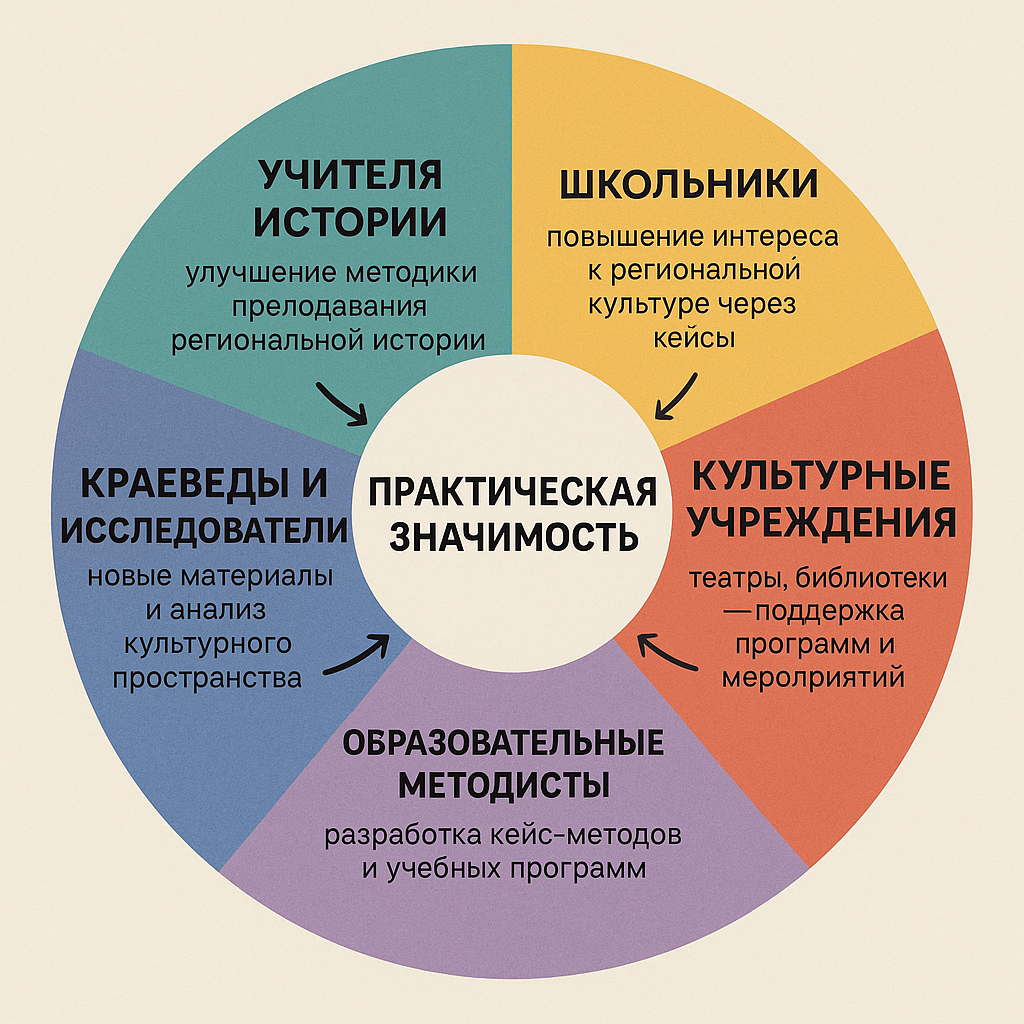 УЧИТЕЛЯ
ИСТОРИИ
улучшение методики
прелодавания
региональной истории
ШКОЛЬНИКИ
повышение интереса
к региональной
культуре через
кейсы
КУЛЬТУРНЫЕ
УЧРЕЖДЕНИЯ
театры, библиотеки
—поддержка
программ и
меролриятий
ОБРАЗОВАТЕЛЬНЫЕ
МЕТОДИСТЫ
разработка кейс-методов
и учебных программ
КРАЕВЕДЫ И
ИССЛЕДОВАТЕЛИ
новые материалы
и анализ
культурного
пространства
ПРАКТИЧЕСКАЯ
ЗНАЧИМОСТЬ